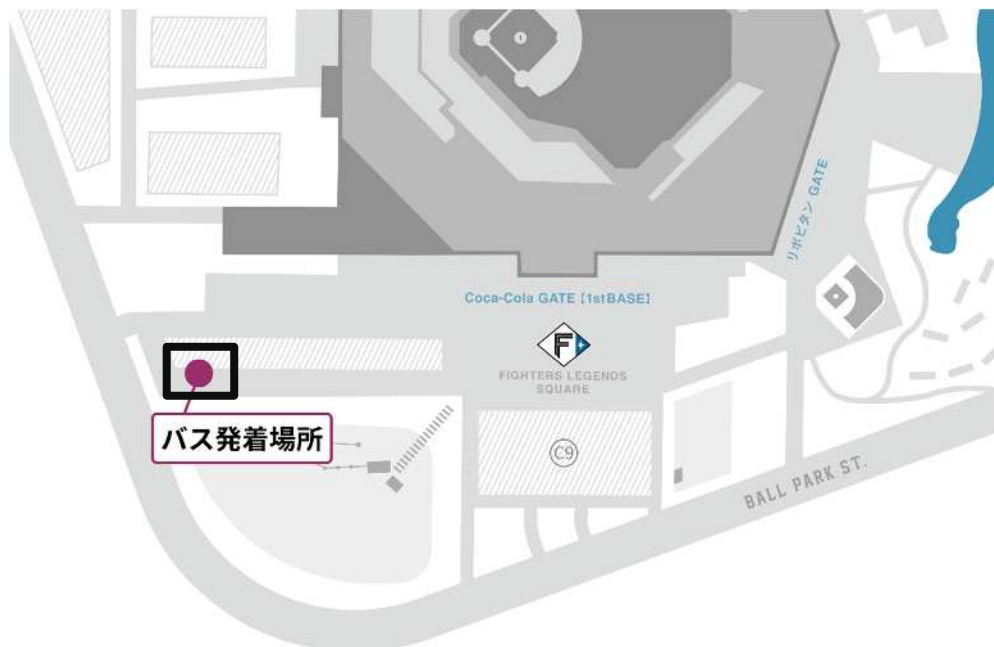 リポビタン GATE
Coca-Cola GATE [1stBASE]
F
FIGHTERS LEGENDS
SQUARE
バス発着場所
C9
BALL PARK ST.